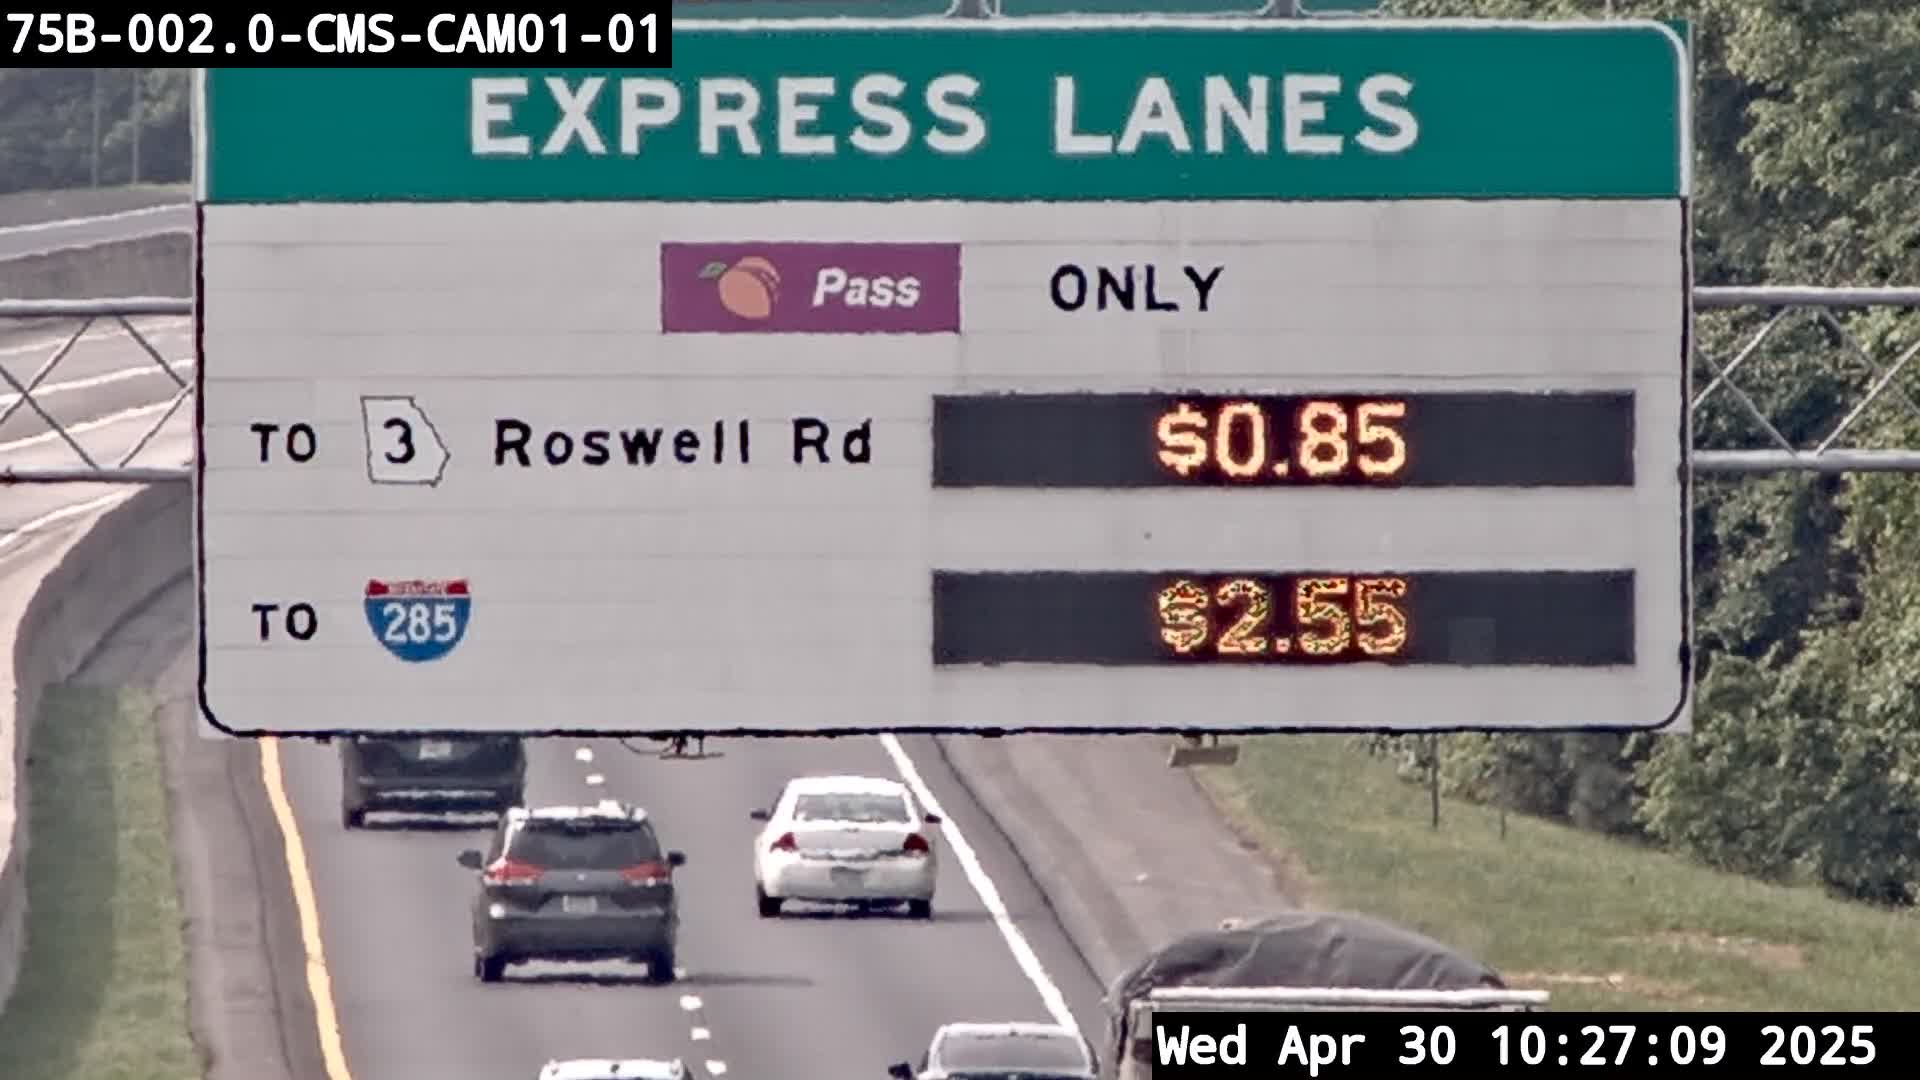 75B-002.0-CMS-CAM01-01
EXPRESS LANES
Pass ONLY
TO 3 Roswell Rd $0.85
TO 285 $2.55
Wed Apr 30 10:27:09 2025